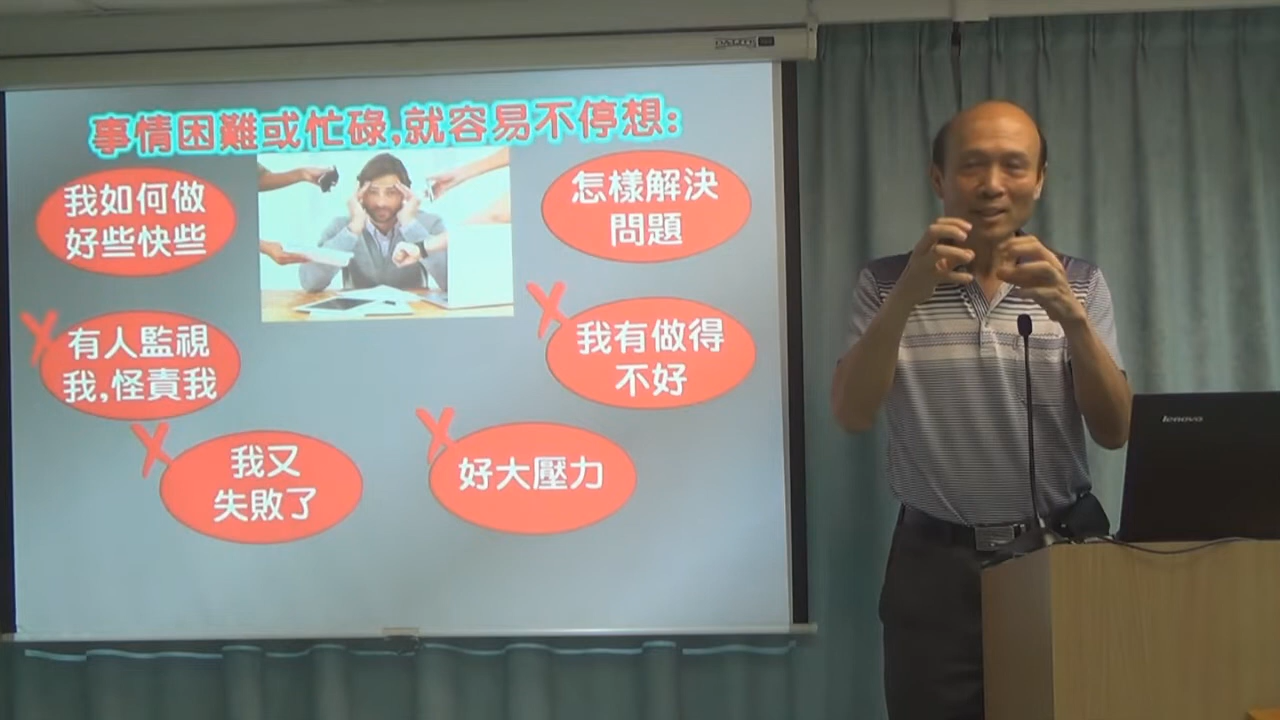 DA-LITE
事情困難或忙碌,就容易不停想:
我如何做
好些快些
怎樣解決
問題
有人監視
我,怪責我
我有做得
不好
我又
失敗了
好大壓力
lenovo